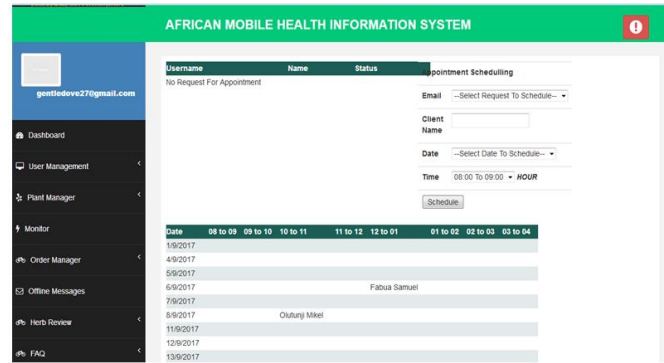 AFRICAN MOBILE HEALTH INFORMATION SYSTEM
gentledove27@gmail.com
Dashboard
User Management
Plant Manager
Monitor
Order Manager
Offline Messages
Herb Review
FAQ
Username Name Status
No Request For Appointment
Appointment Schedulling
Email --Select Request To Schedule--
Client
Name
Date --Select Date To Schedule--
Time 08:00 To 09:00 HOUR
Schedule
Date 08 to 09 09 to 10 10 to 11 11 to 12 12 to 01 01 to 02 02 to 03 03 to 04
1/9/2017
4/9/2017
5/9/2017
6/9/2017 Fabua Samuel
7/9/2017
8/9/2017 Olutunji Mikel
11/9/2017
12/9/2017
13/9/2017